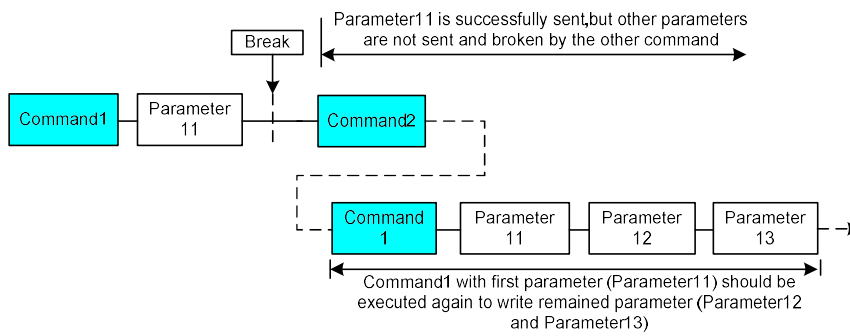 Parameter11 is successfully sent,but other parameters
are not sent and broken by the other command
Break
Command1
Parameter
11
Command2
Command
1
Parameter
11
Parameter
12
Parameter
13
Command1 with first parameter (Parameter11) should be
executed again to write remained parameter (Parameter12
and Parameter13)